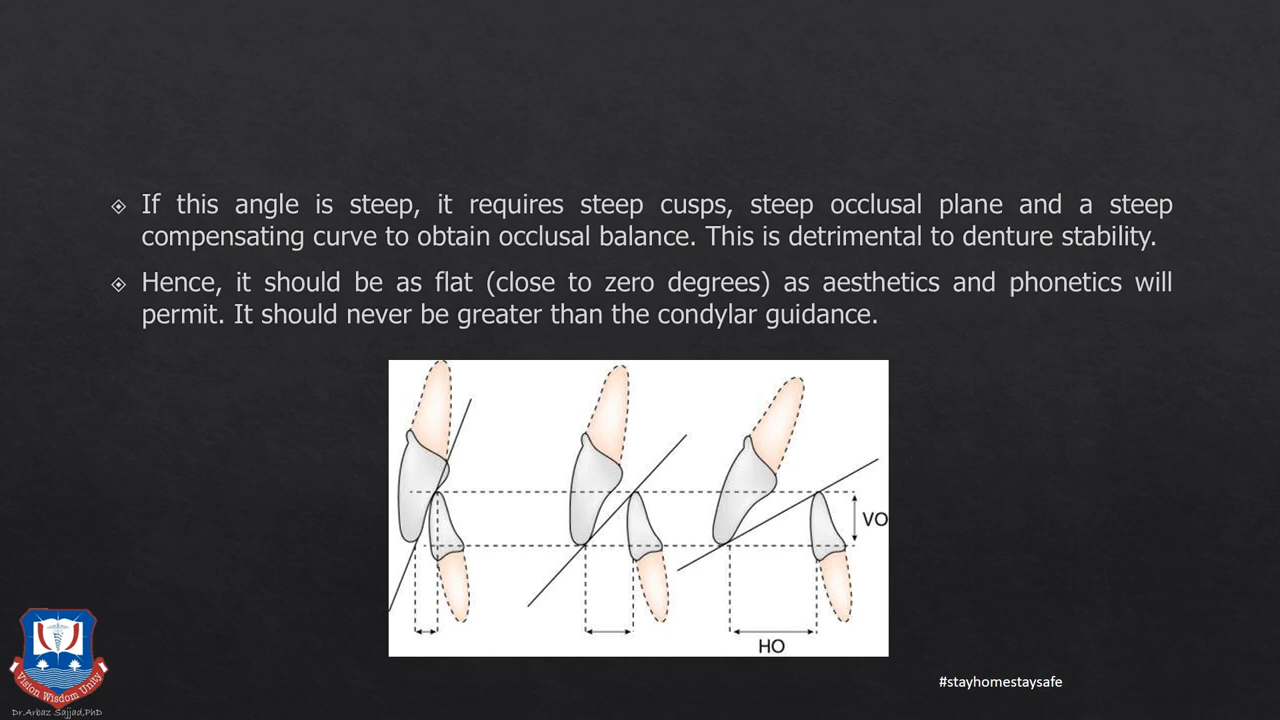 If this angle is steep, it requires steep cusps, steep occlusal plane and a steep
compensating curve to obtain occlusal balance. This is detrimental to denture stability.
Hence, it should be as flat (close to zero degrees) as aesthetics and phonetics will
permit. It should never be greater than the condylar guidance.
VO
HO
#stayhomestaysafe
Vision Wisdom Unity
Dr.Arbaz Sajjad,PhD